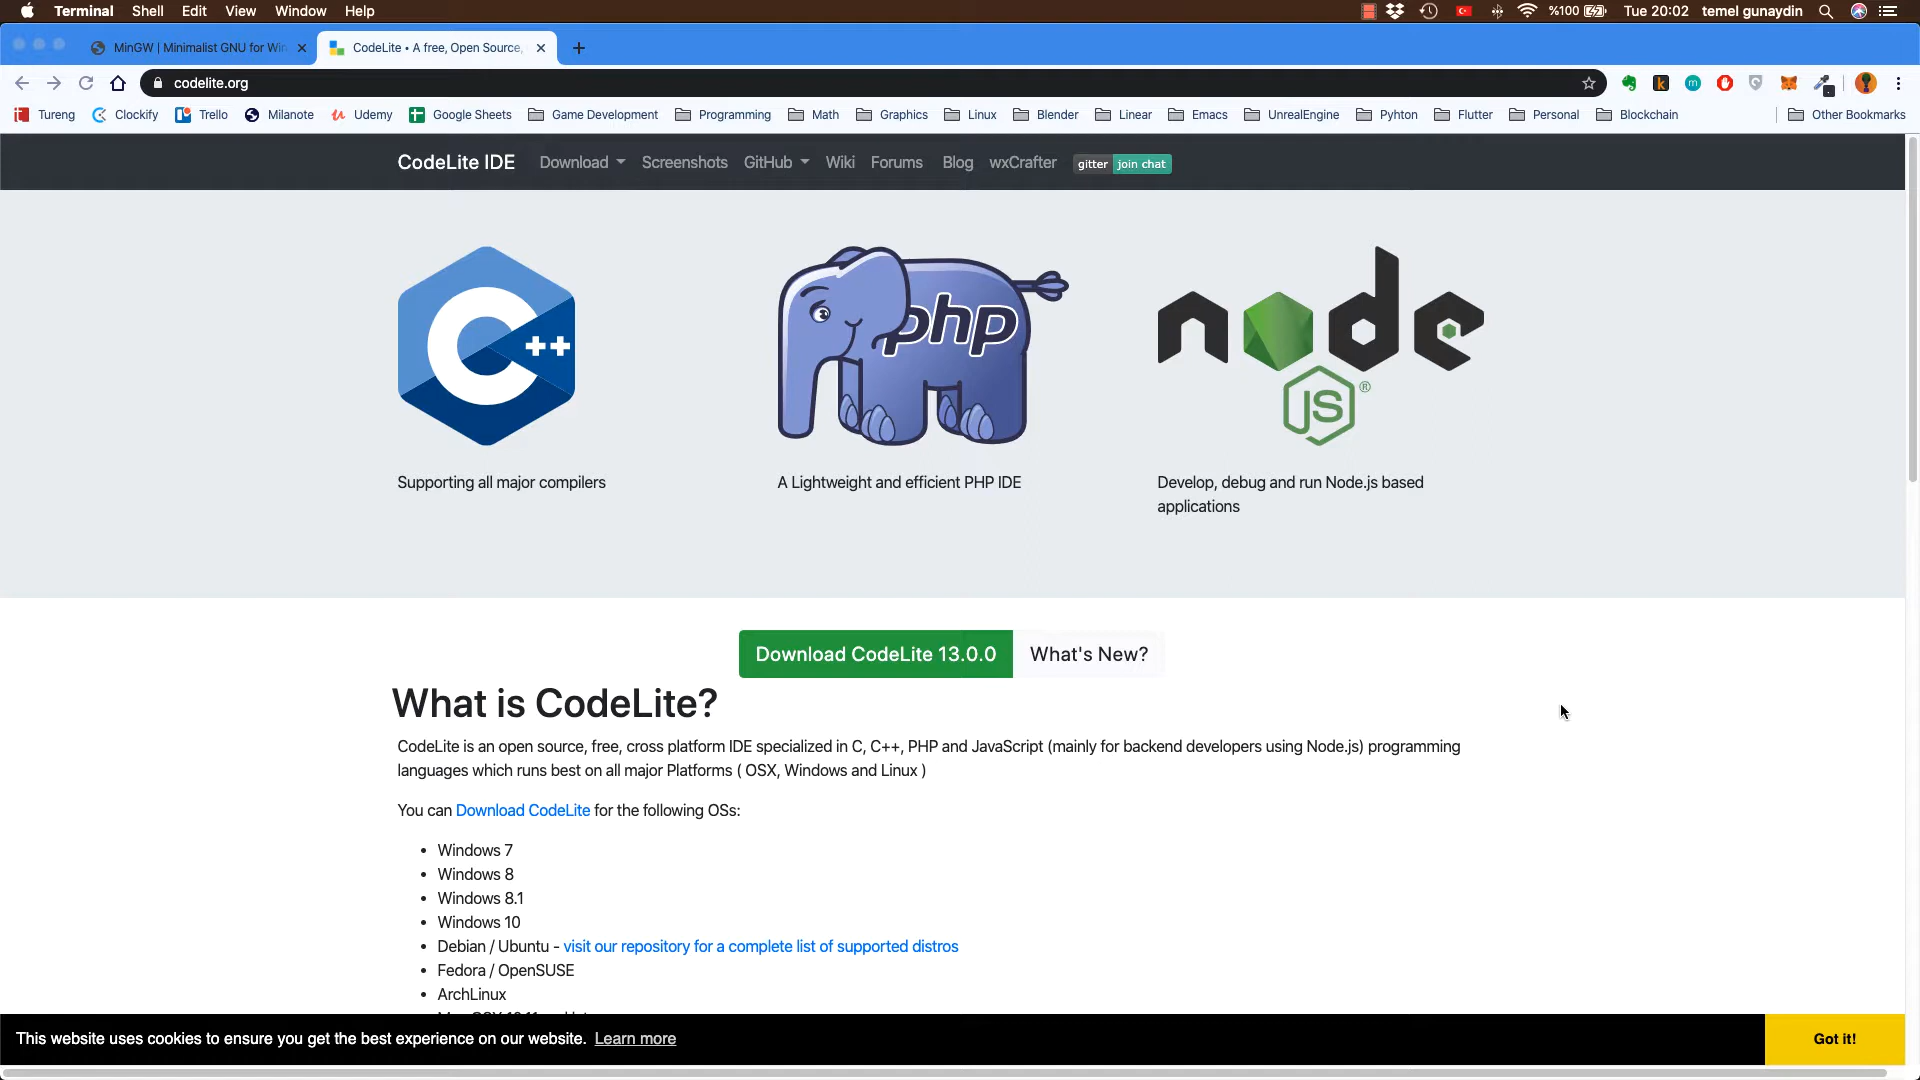 Terminal Shell Edit View Window Help
%100 Tue 20:02 temel gunaydin
MinGW | Minimalist GNU for Win
CodeLite • A free, Open Source,
codelite.org
Tureng Clockify Trello Milanote Udemy Google Sheets Game Development Programming Math Graphics Linux Blender Linear Emacs UnrealEngine Pyhton Flutter Personal Blockchain Other Bookmarks
CodeLite IDE Download Screenshots GitHub Wiki Forums Blog wxCrafter gitter join chat
C++
php
node
JS®
Supporting all major compilers
A Lightweight and efficient PHP IDE
Develop, debug and run Node.js based
applications
Download CodeLite 13.0.0
What's New?
What is CodeLite?
CodeLite is an open source, free, cross platform IDE specialized in C, C++, PHP and JavaScript (mainly for backend developers using Node.js) programming
languages which runs best on all major Platforms ( OSX, Windows and Linux )
You can Download CodeLite for the following OSs:
• Windows 7
• Windows 8
• Windows 8.1
• Windows 10
• Debian / Ubuntu - visit our repository for a complete list of supported distros
• Fedora / OpenSUSE
• ArchLinux
This website uses cookies to ensure you get the best experience on our website. Learn more
Got it!